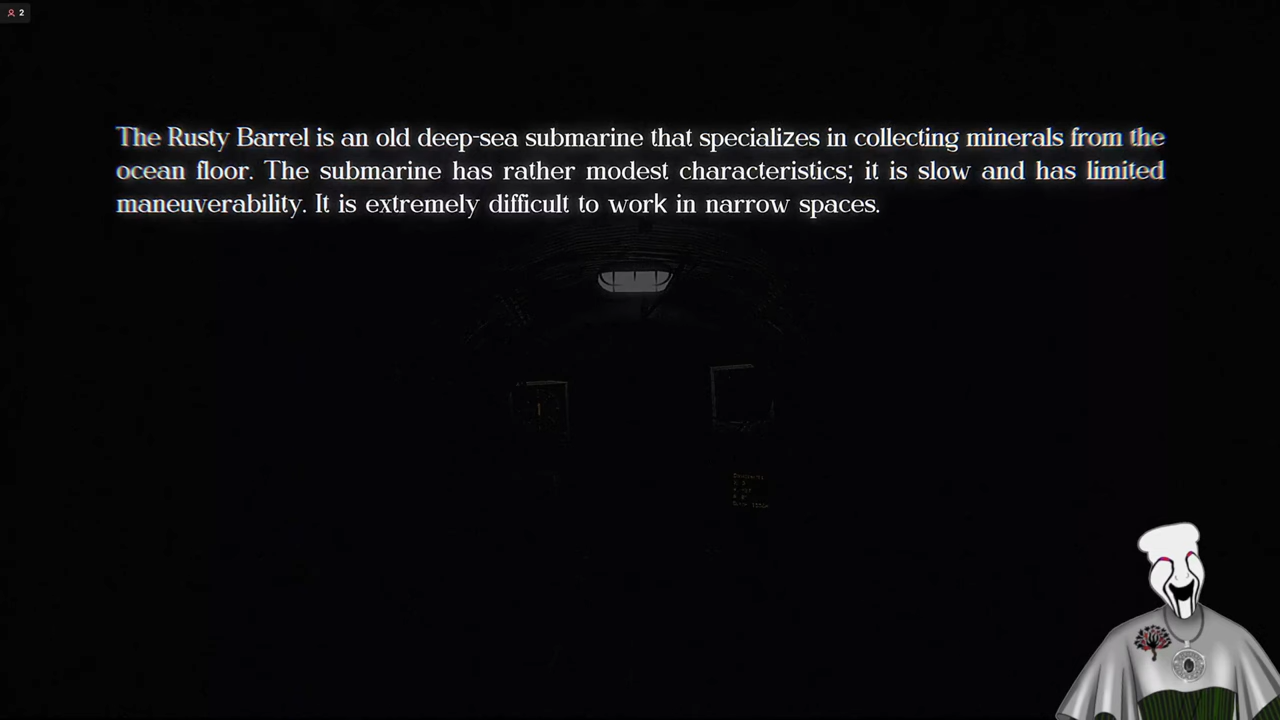 2
The Rusty Barrel is an old deep-sea submarine that specializes in collecting minerals from the
ocean floor. The submarine has rather modest characteristics; it is slow and has limited
maneuverability. It is extremely difficult to work in narrow spaces.